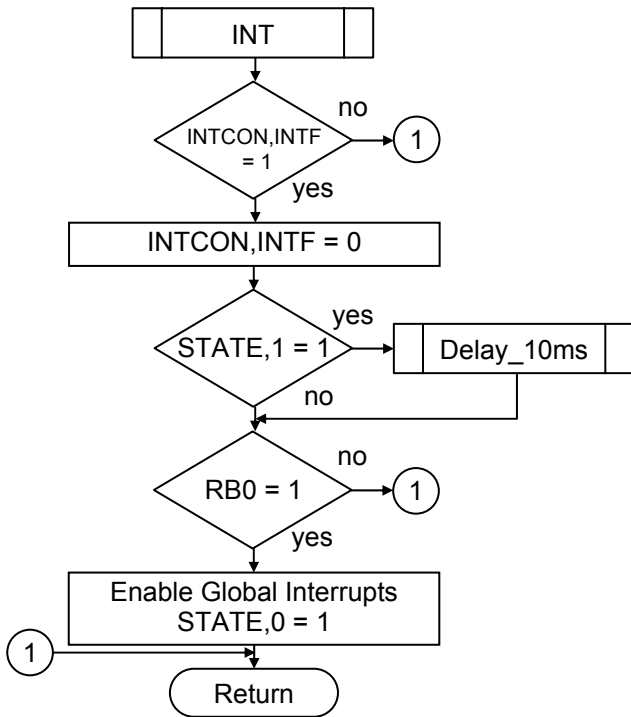 INT
no
INTCON,INTF
= 1
1
yes
INTCON,INTF = 0
yes
STATE,1 = 1
Delay_10ms
no
no
RB0 = 1
1
yes
Enable Global Interrupts
STATE,0 = 1
1
Return